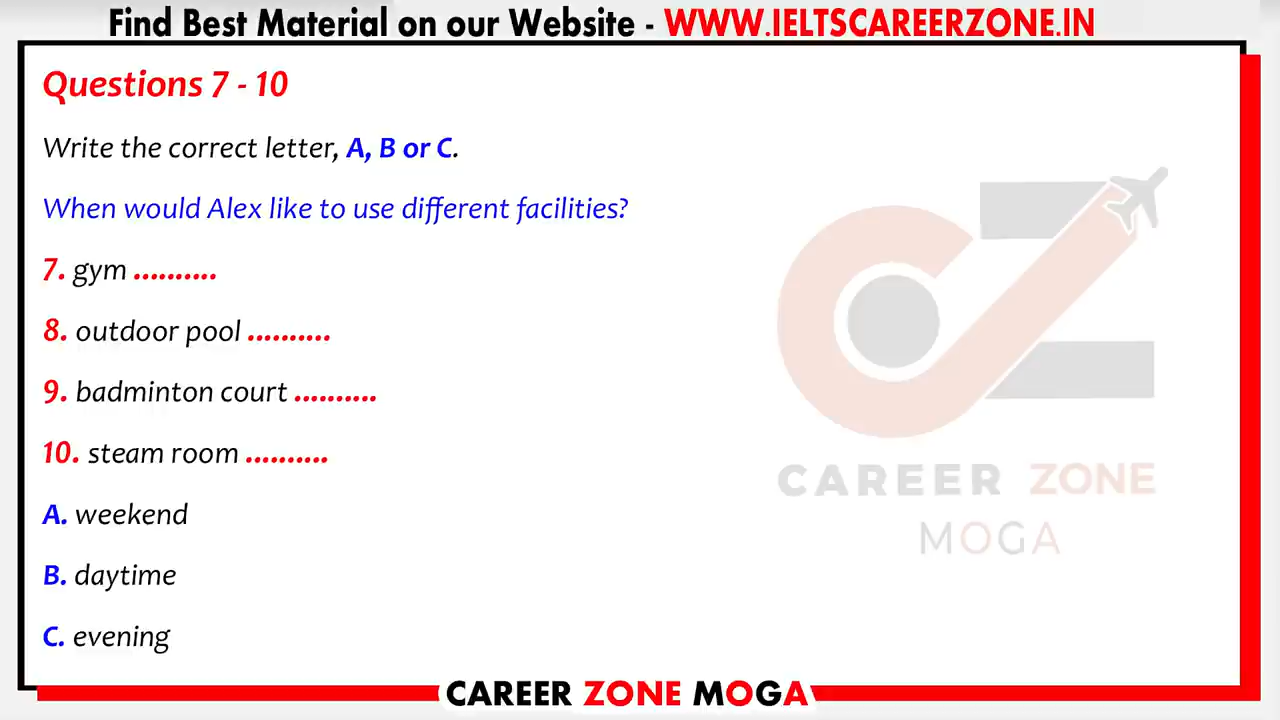 Find Best Material on our Website - WWW.IELTSCAREERZONE.IN
Questions 7 - 10
Write the correct letter, A, B or C.
When would Alex like to use different facilities?
7. gym ..........
8. outdoor pool ..........
9. badminton court ..........
10. steam room ..........
A. weekend
B. daytime
C. evening
CAREER ZONE
MOGA
CAREER ZONE MOGA